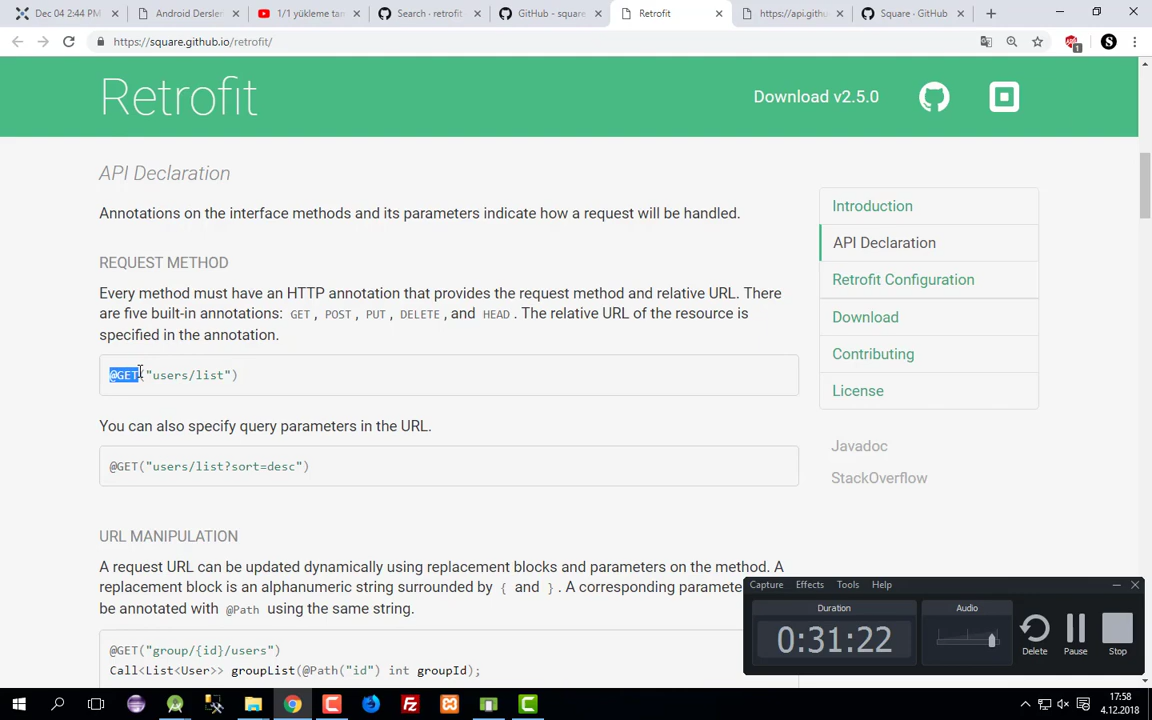 Dec 04 2:44 PM
Android Dersler
1/1 yükleme tan
Search · retrofit
GitHub - square
Retrofit
https://api.githu
Square · GitHub
https://square.github.io/retrofit/
1
S
Retrofit
Download v2.5.0
API Declaration
Annotations on the interface methods and its parameters indicate how a request will be handled.
REQUEST METHOD
Every method must have an HTTP annotation that provides the request method and relative URL. There
are five built-in annotations: GET, POST, PUT, DELETE, and HEAD. The relative URL of the resource is
specified in the annotation.
@GET("users/list")
You can also specify query parameters in the URL.
@GET("users/list?sort=desc")
URL MANIPULATION
A request URL can be updated dynamically using replacement blocks and parameters on the method. A
replacement block is an alphanumeric string surrounded by { and }. A corresponding parameter
be annotated with @Path using the same string.
@GET("group/{id}/users")
Call<List<User>> groupList(@Path("id") int groupId);
Introduction
API Declaration
Retrofit Configuration
Download
Contributing
License
Javadoc
StackOverflow
Capture Effects Tools Help
Duration
0:31:22
Audio
Delete
Pause
Stop
17:58
4.12.2018